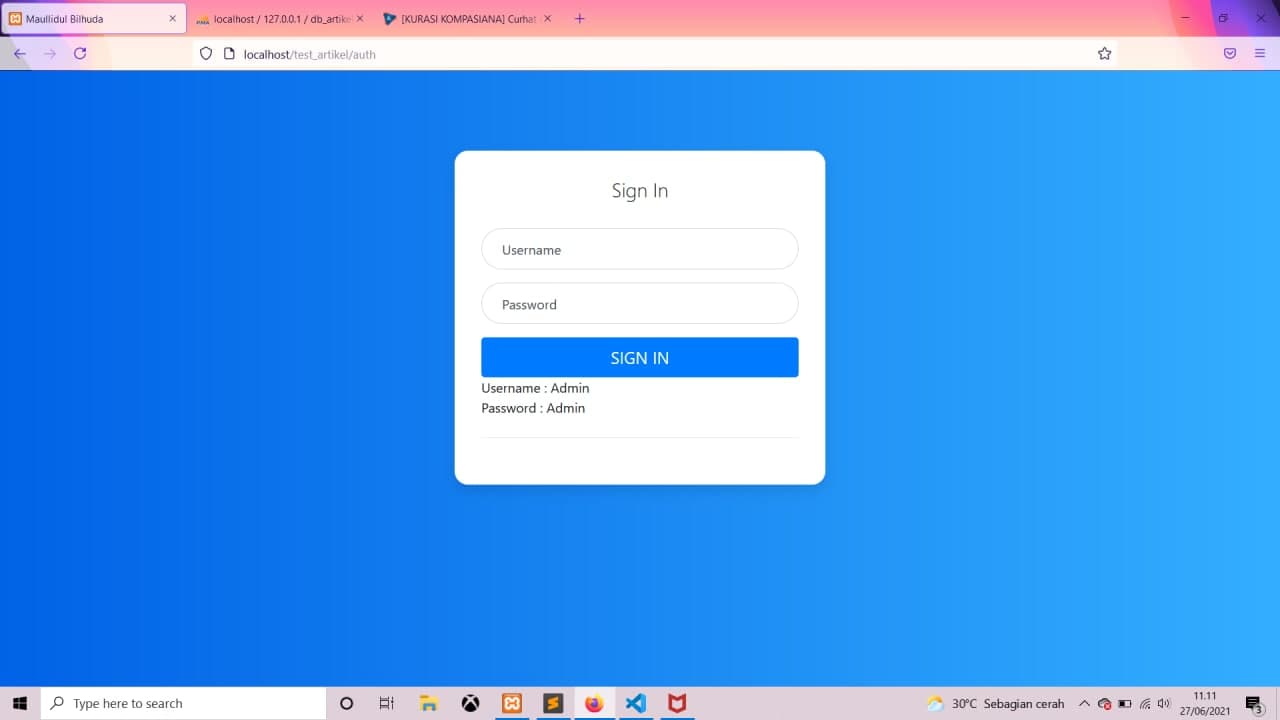 Maullidul Bilhuda
localhost / 127.0.0.1 / db_artike
[KURASI KOMPASIANA] Curhat
localhost/test_artikel/auth
Sign In
Username
Password
SIGN IN
Username : Admin
Password : Admin
Type here to search
30°C Sebagian cerah
11.11
27/06/2021
3